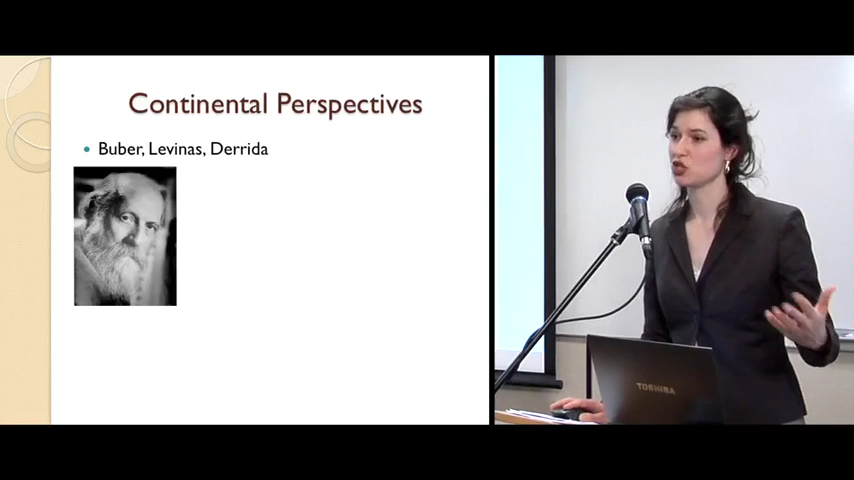 Continental Perspectives
Buber, Levinas, Derrida
TOSHIBA